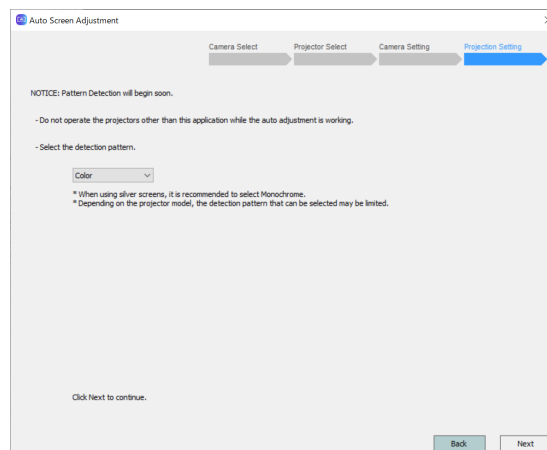 Auto Screen Adjustment
Camera Select
Projector Select
Camera Setting
Projection Setting
NOTICE: Pattern Detection will begin soon.
- Do not operate the projectors other than this application while the auto adjustment is working.
- Select the detection pattern.
Color
* When using silver screens, it is recommended to select Monochrome.
* Depending on the projector model, the detection pattern that can be selected may be limited.
Click Next to continue.
Back
Next